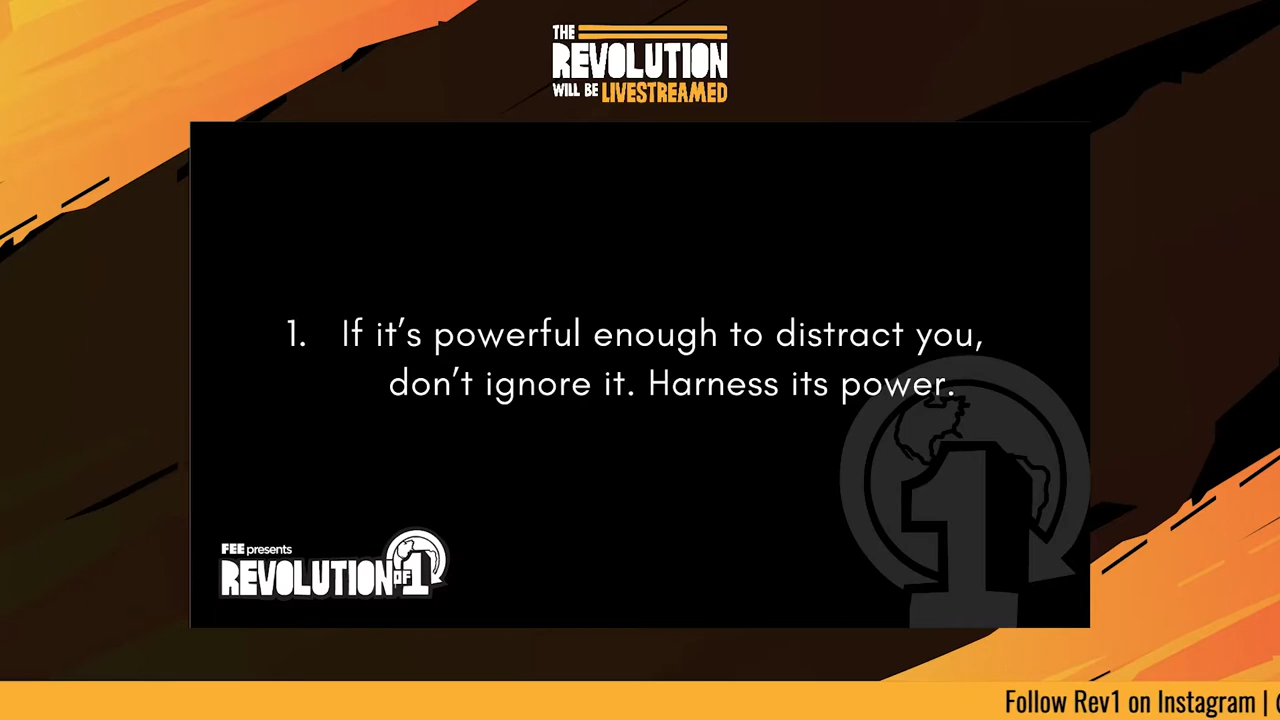 THE
REVOLUTION
WILL BE LIVESTREAMED
1. If it's powerful enough to distract you,
don't ignore it. Harness its power.
1
FEE presents
REVOLUTION OF 1
Follow Rev1 on Instagram |